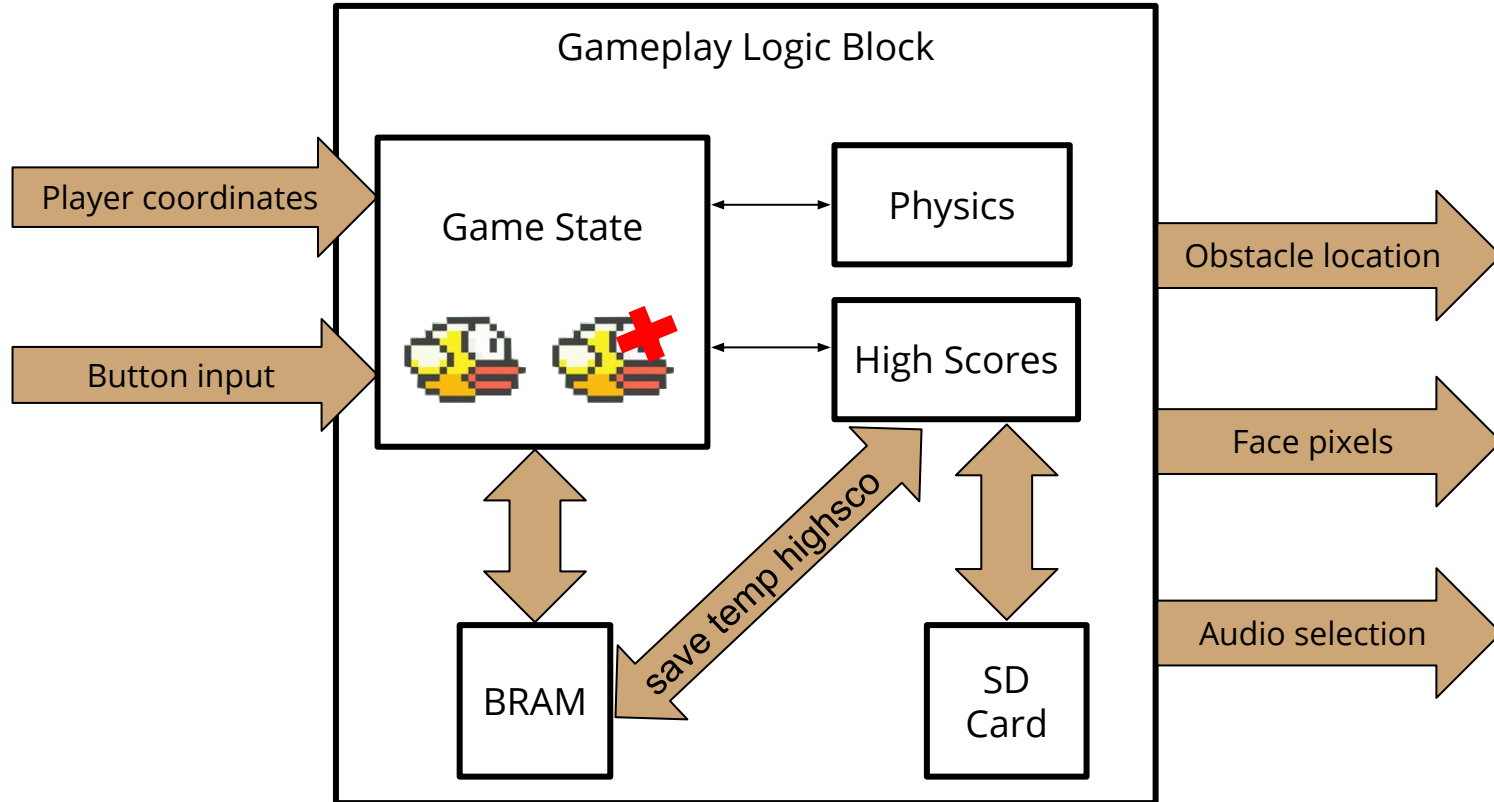 Gameplay Logic Block
Player coordinates
Button input
Game State
Physics
High Scores
save temp highsco
BRAM
SD
Card
Obstacle location
Face pixels
Audio selection